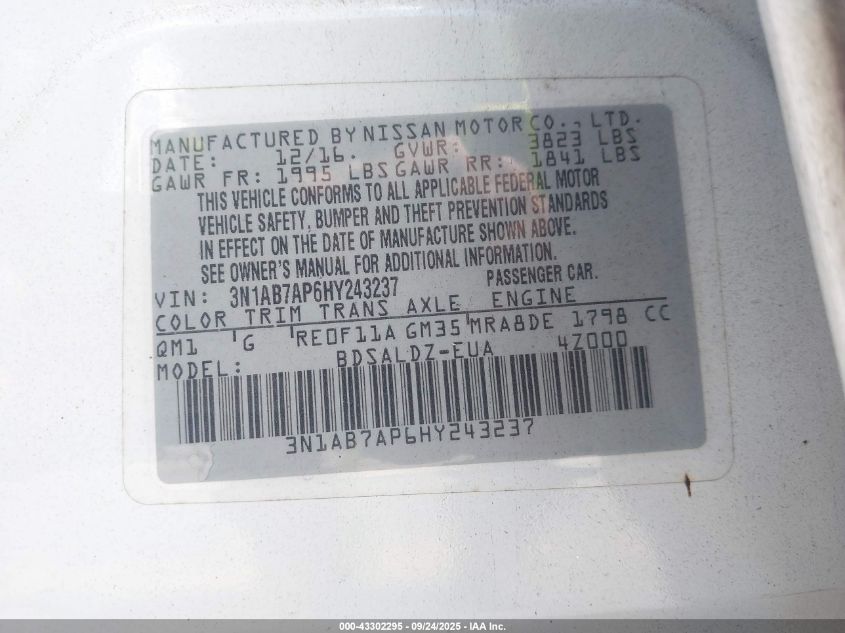 MANUFACTURED BY NISSAN MOTOR CO., LTD.
DATE: 12/16. GVWR: 3823 LBS
GAWR FR: 1995 LBS GAWR RR: 1841 LBS
THIS VEHICLE CONFORMS TO ALL APPLICABLE FEDERAL MOTOR
VEHICLE SAFETY, BUMPER AND THEFT PREVENTION STANDARDS
IN EFFECT ON THE DATE OF MANUFACTURE SHOWN ABOVE.
SEE OWNER'S MANUAL FOR ADDITIONAL INFORMATION.
VIN: 3N1AB7AP6HY243237 PASSENGER CAR.
COLOR TRIM TRANS AXLE ENGINE
QM1 G RE0F11A GM35 MRA8DE 1798 CC
MODEL: BDSALDZ-EUA 4Z000
3N1AB7AP6HY243237
000-43302295 - 09/24/2025 - IAA Inc.